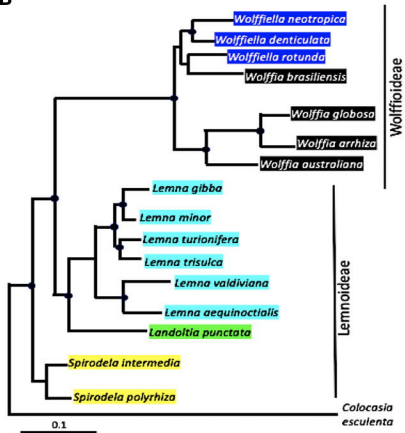 Wolffiella neotropica
Wolffiella denticulata
Wolffiella rotunda
Wolffia brasiliensis
Wolffia globosa
Wolffia arrhiza
Wolffia australiana
Wolffioideae
Lemna gibba
Lemna minor
Lemna turionifera
Lemna trisulca
Lemna valdiviana
Lemna aequinoctialis
Landoltia punctata
Spirodela intermedia
Spirodela polyrhiza
Lemnoideae
Colocasia
esculenta
0.1